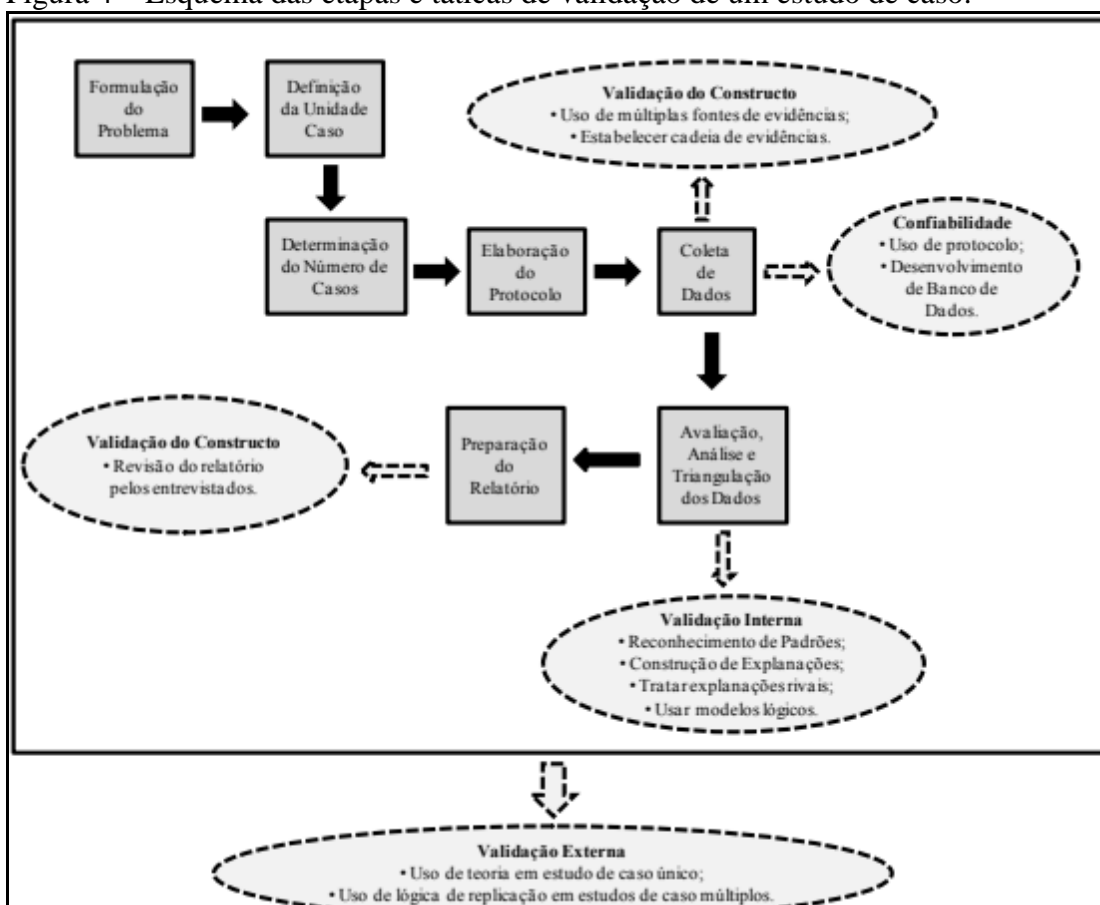 Figura 4 – Esquema das etapas e táticas de validação de um estudo de caso.
Formulação
do
Problema
Definição
da Unidade
Caso
Validação do Constructo
• Uso de múltiplas fontes de evidências;
• Estabelecer cadeia de evidências.
Determinação
do Número de
Casos
Elaboração
do
Protocolo
Coleta
de
Dados
Confiabilidade
• Uso de protocolo;
• Desenvolvimento
de Banco de
Dados.
Validação do Constructo
• Revisão do relatório
pelos entrevistados.
Preparação
do
Relatório
Avaliação,
Análise e
Triangulação
dos Dados
Validação Interna
• Reconhecimento de Padrões;
• Construção de Explanações;
• Tratar explanações rivais;
• Usar modelos lógicos.
Validação Externa
• Uso de teoria em estudo de caso único;
• Uso de lógica de replicação em estudos de caso múltiplos.